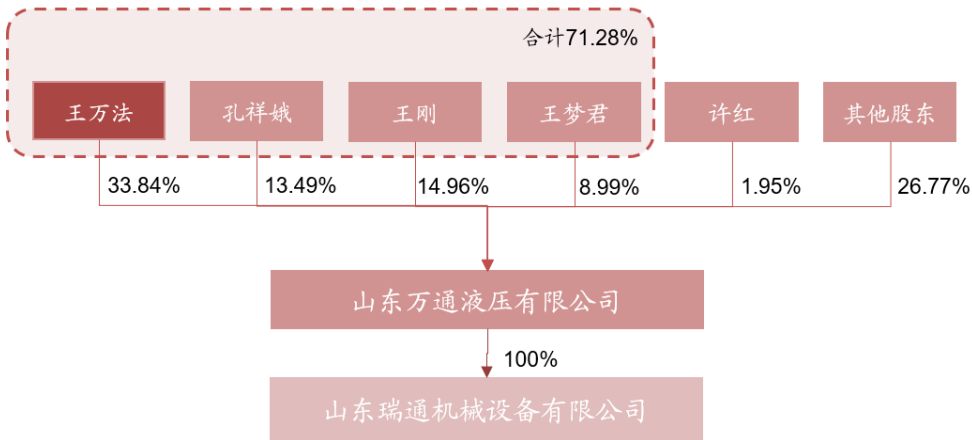 合计71.28%
王万法
孔祥娥
王刚
王梦君
许红
其他股东
33.84%
13.49%
14.96%
8.99%
1.95%
26.77%
山东万通液压有限公司
100%
山东瑞通机械设备有限公司